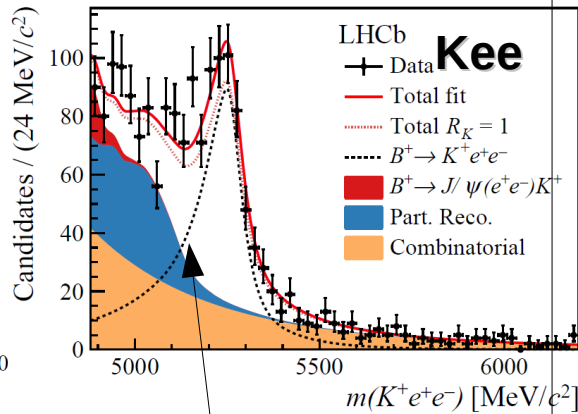 LHCb Kee
Data
Total fit
Total R_K = 1
B⁺→ K⁺e⁺e⁻
B⁺→ J/ψ(e⁺e⁻)K⁺
Part. Reco.
Combinatorial
Candidates / (24 MeV/c²)
100
80
60
40
20
0
0
5000 5500 6000
m(K⁺e⁺e⁻) [MeV/c²]